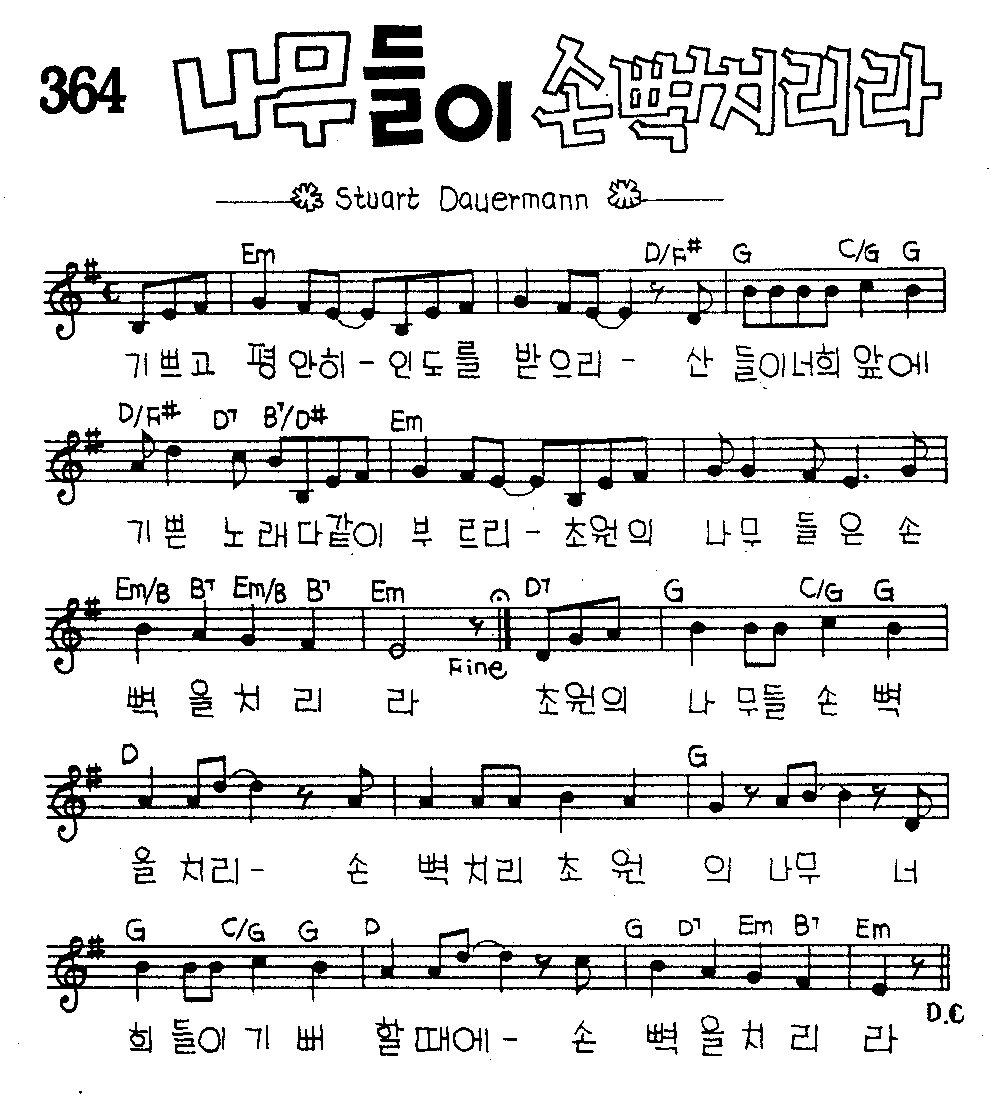 364 나무들이 손뼉처리라
Stuart Dauermann
Em D/F# G C/G G
기쁘고 평안히-인도를 받으리- 산 들이너희 앞에
D/F# D7 B7/D# Em
기쁜 노래다같이 부르리-초원의 나무 들은 손
Em/B B7 Em/B B7 Em D7 G C/G G
Fine
뼉 을 쳐 리 라 초원의 나 무들 손 뼉
D G
을 쳐리- 손 뼉쳐리 초 원 의 나무 너
G C/G G D G D7 Em B7 Em
D.C
희 들이 기 뻐 할때에- 손 뼉 을 쳐 리 라